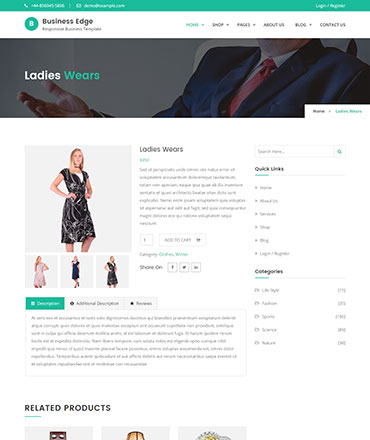 +44-856945-5896 demo@example.com Login / Register
B Business Edge
Responsive Business Template
HOME SHOP PAGES ABOUT US BLOG CONTACT US
Ladies Wears
Home Ladies Wears
Ladies Wears
$350
Sed ut perspiciatis unde omnis iste natus error sit
voluptatem accusantium doloremque laudantium,
totam rem aperiam, eaque ipsa quae ab illo inventore
veritatis et quasi architecto beatae vitae dicta sunt
explicabo. Nemo enim ipsam voluptatem quia voluptas
sit aspernatur aut odit aut fugit, sed quia consequuntur
magni dolores eos qui ratione voluptatem sequi
nesciunt.
1 ADD TO CART
Category: Clothes, Winter
Share On
Search Here...
Quick Links
Home
About Us
Services
Shop
Blog
Login / Register
Categories
Life Style (15)
Fashion (35)
Sports
Science
Nature
Description Additional Description Reviews
At vero eos et accusamus et iusto odio dignissimos ducimus qui blanditiis praesentium voluptatum deleniti
atque corrupti quos dolores et quas molestias excepturi sint occaecati cupiditate non provident, similique
sunt in culpa qui officia deserunt mollitia animi, id est laborum et dolorum fuga. Et harum quidem rerum
facilis est et expedita distinctio. Nam libero tempore, cum soluta nobis est eligendi optio cumque nihil
impedit quo minus id quod maxime placeat facere possimus, omnis voluptas assumenda est, omnis dolor
repellendus. Temporibus autem quibusdam et aut officiis debitis aut rerum necessitatibus saepe eveniet ut
et voluptates repudiandae sint et molestiae non recusandae.
RELATED PRODUCTS